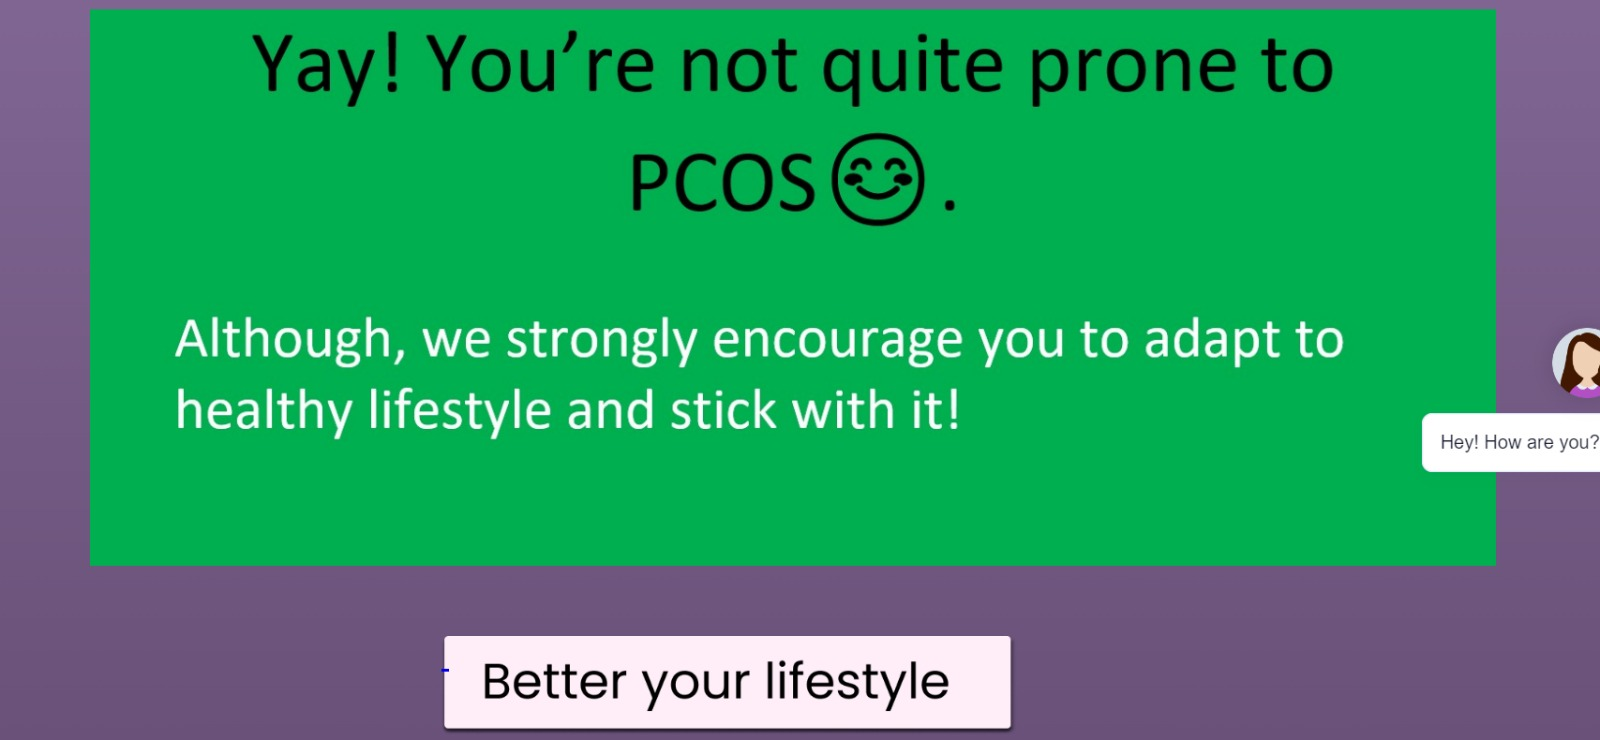 Yay! You’re not quite prone to
PCOS😊.
Although, we strongly encourage you to adapt to
healthy lifestyle and stick with it!
Hey! How are you?
Better your lifestyle